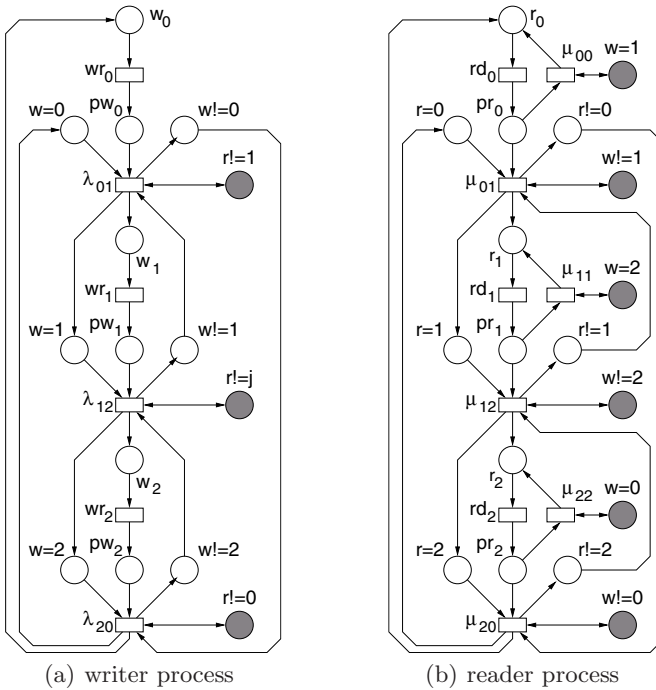 w0
wr0
w=0
pw0
w!=0
r!=1
λ01
w1
wr1
w=1
pw1
w!=1
r!=j
λ12
w2
wr2
w=2
pw2
w!=2
r!=0
λ20
(a) writer process
r0
rd0
μ00
w=1
r=0
pr0
r!=0
w!=1
μ01
r1
rd1
μ11
w=2
r=1
pr1
r!=1
w!=2
μ12
r2
rd2
μ22
w=0
r=2
pr2
r!=2
w!=0
μ20
(b) reader process